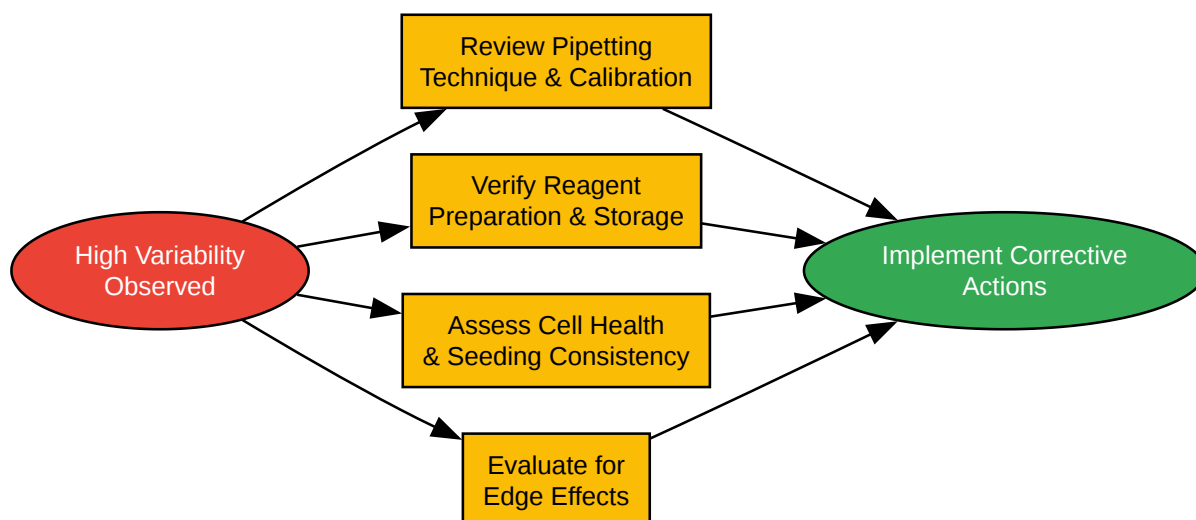 Review Pipetting
Technique & Calibration
Verify Reagent
Preparation & Storage
High Variability
Observed
Implement Corrective
Actions
Assess Cell Health
& Seeding Consistency
Evaluate for
Edge Effects